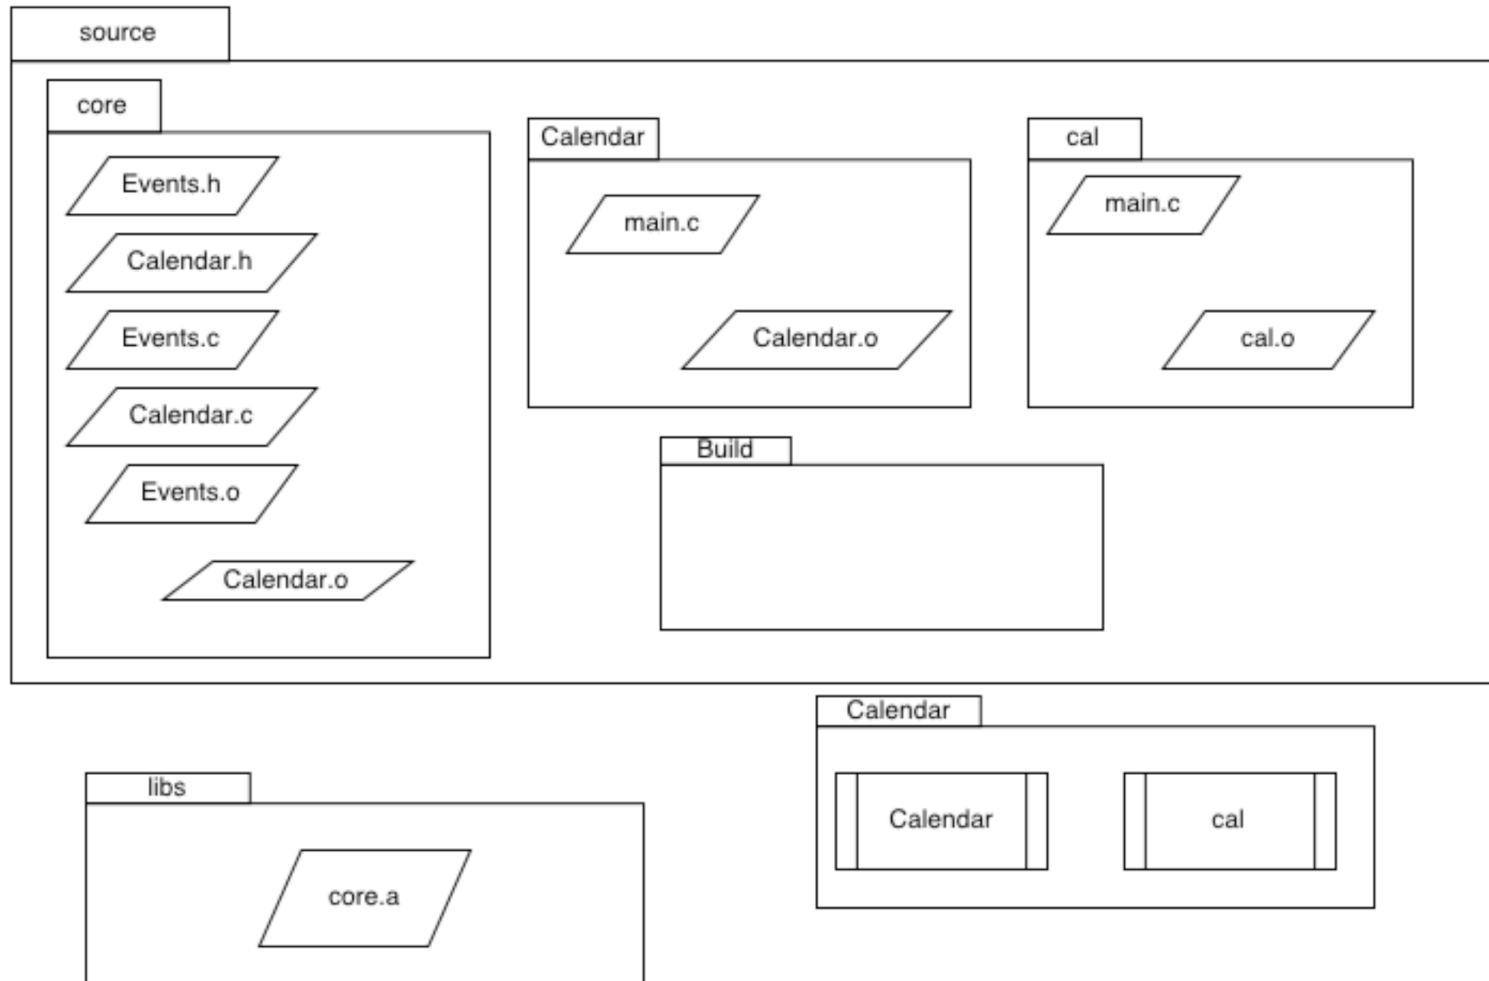 source
core
Events.h
Calendar.h
Events.c
Calendar.c
Events.o
Calendar.o
Calendar
main.c
Calendar.o
cal
main.c
cal.o
Build
libs
core.a
Calendar
Calendar
cal